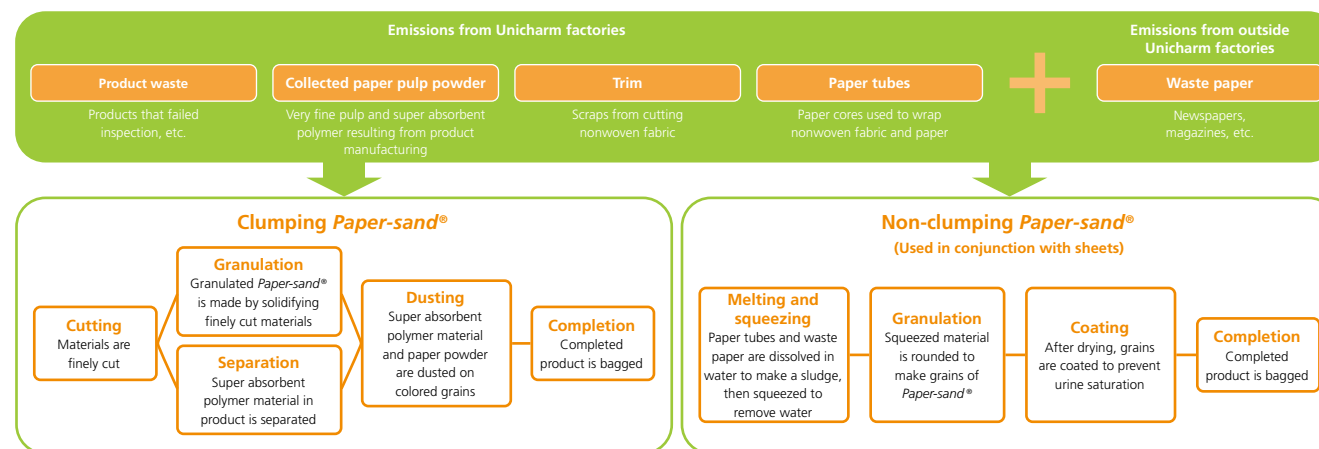 Emissions from Unicharm factories
Emissions from outside
Unicharm factories
Product waste
Products that failed
inspection, etc.
Collected paper pulp powder
Very fine pulp and super absorbent
polymer resulting from product
manufacturing
Trim
Scraps from cutting
nonwoven fabric
Paper tubes
Paper cores used to wrap
nonwoven fabric and paper
Waste paper
Newspapers,
magazines, etc.
Clumping Paper-sand®
Cutting
Materials are
finely cut
Granulation
Granulated Paper-sand®
is made by solidifying
finely cut materials
Separation
Super absorbent
polymer material in
product is separated
Dusting
Super absorbent
polymer material
and paper powder
are dusted on
colored grains
Completion
Completed
product is bagged
Non-clumping Paper-sand®
(Used in conjunction with sheets)
Melting and
squeezing
Paper tubes and waste
paper are dissolved in
water to make a sludge,
then squeezed to
remove water
Granulation
Squeezed material
is rounded to
make grains of
Paper-sand®
Coating
After drying, grains
are coated to prevent
urine saturation
Completion
Completed
product is bagged